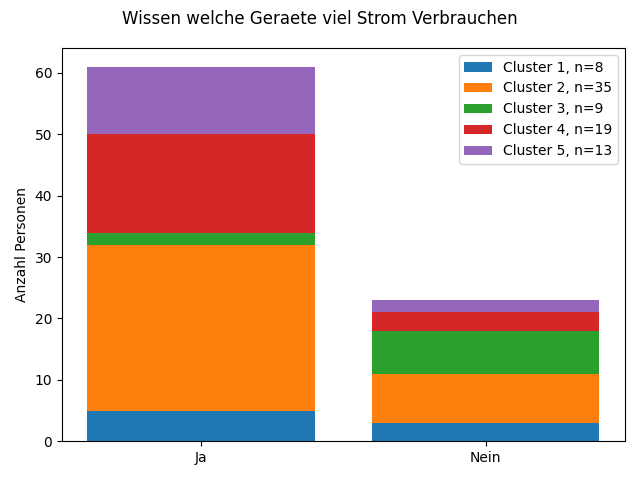 Wissen welche Geraete viel Strom Verbrauchen
Cluster 1, n=8
Cluster 2, n=35
Cluster 3, n=9
Cluster 4, n=19
Cluster 5, n=13
Anzahl Personen
60
50
40
30
20
10
0
Ja
Nein